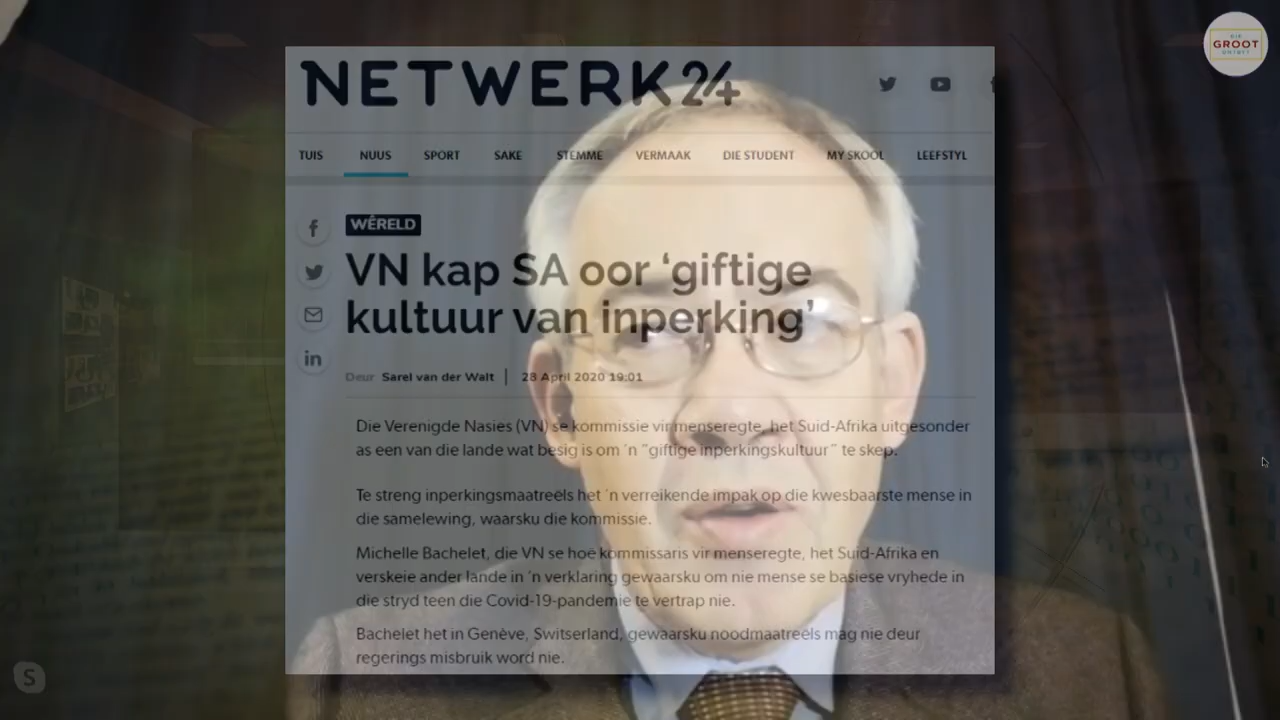 DIE
GROOT
ONTHOU
NETWERK24
TUIS NUUS SPORT SAKE STEMME VERMAAK DIE STUDENT MY SKOOL LEEFSTYL
WÊRELD
VN kap SA oor ‘giftige
kultuur van inperking’
Deur Sarel van der Walt | 28 April 2020 19:01
Die Verenigde Nasies (VN) se kommissie vir menseregte, het Suid-Afrika uitgesonder
as een van die lande wat besig is om ’n “giftige inperkingskultuur” te skep.
Te streng inperkingsmaatreëls het ’n verreikende impak op die kwesbaarste mense in
die samelewing, waarsku die kommissie.
Michelle Bachelet, die VN se hoë kommissaris vir menseregte, het Suid-Afrika en
verskeie ander lande in ’n verklaring gewaarsku om nie mense se basiese vryhede in
die stryd teen die Covid-19-pandemie te vertrap nie.
Bachelet het in Genève, Switserland, gewaarsku noodmaatreëls mag nie deur
regerings misbruik word nie.